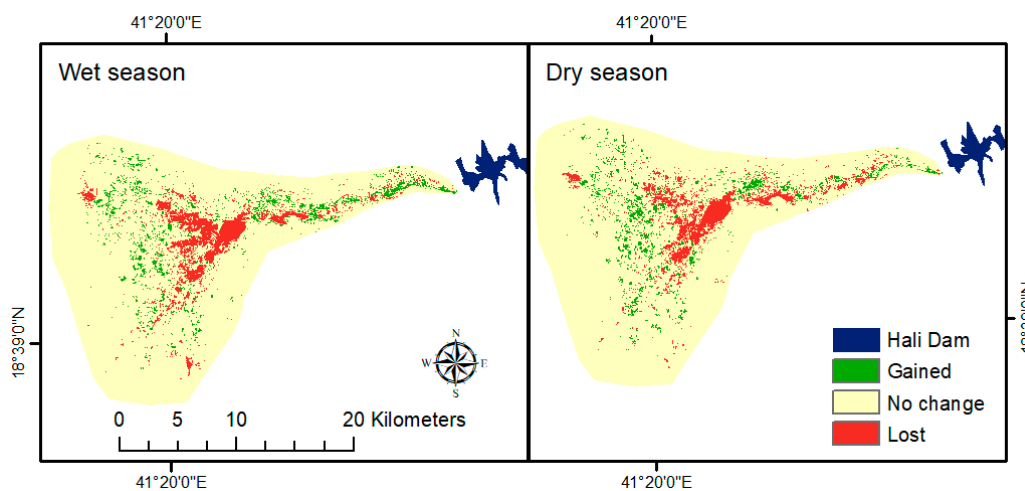 41°20'0"E
41°20'0"E
Wet season
Dry season
18°39'0"N
N
W
E
S
0
5
10
20 Kilometers
Hali Dam
Gained
No change
Lost
41°20'0"E
41°20'0"E